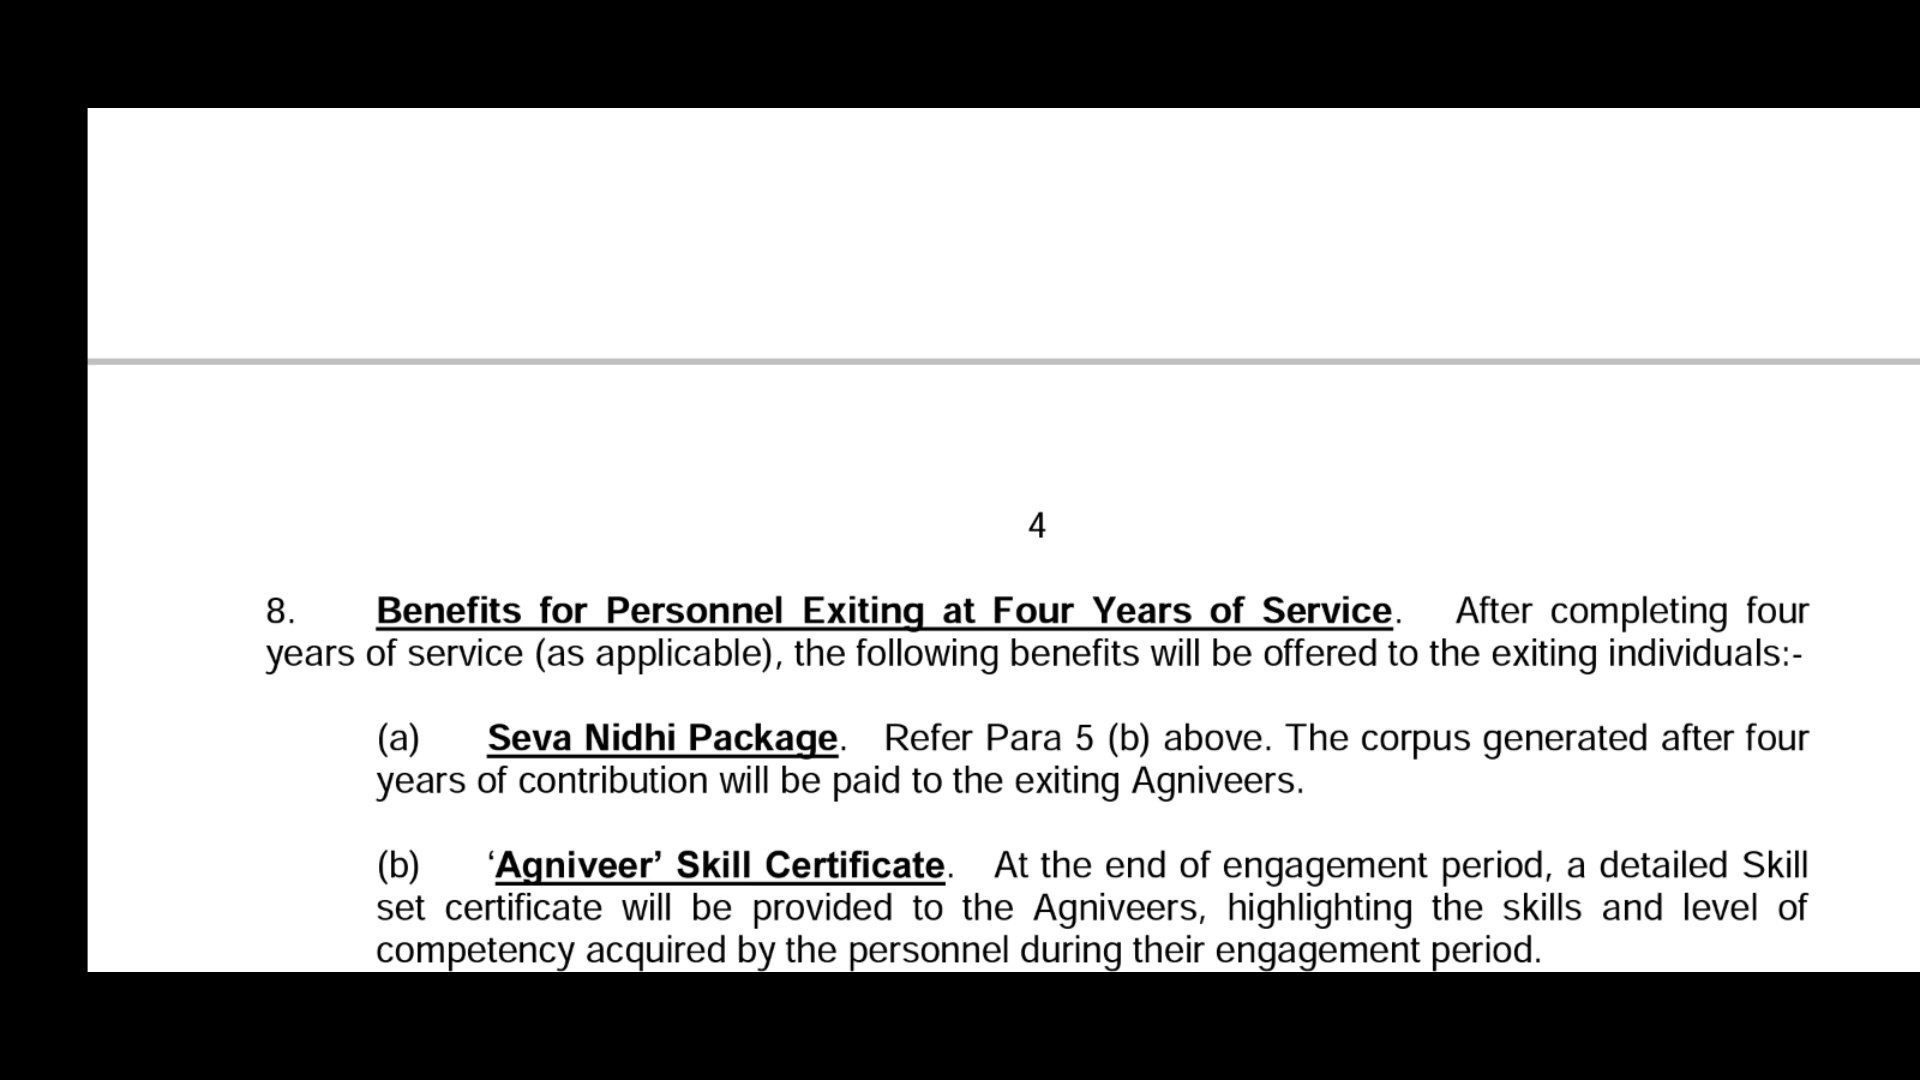 4
8. Benefits for Personnel Exiting at Four Years of Service. After completing four
years of service (as applicable), the following benefits will be offered to the exiting individuals:-
(a) Seva Nidhi Package. Refer Para 5 (b) above. The corpus generated after four
years of contribution will be paid to the exiting Agniveers.
(b) ‘Agniveer’ Skill Certificate. At the end of engagement period, a detailed Skill
set certificate will be provided to the Agniveers, highlighting the skills and level of
competency acquired by the personnel during their engagement period.